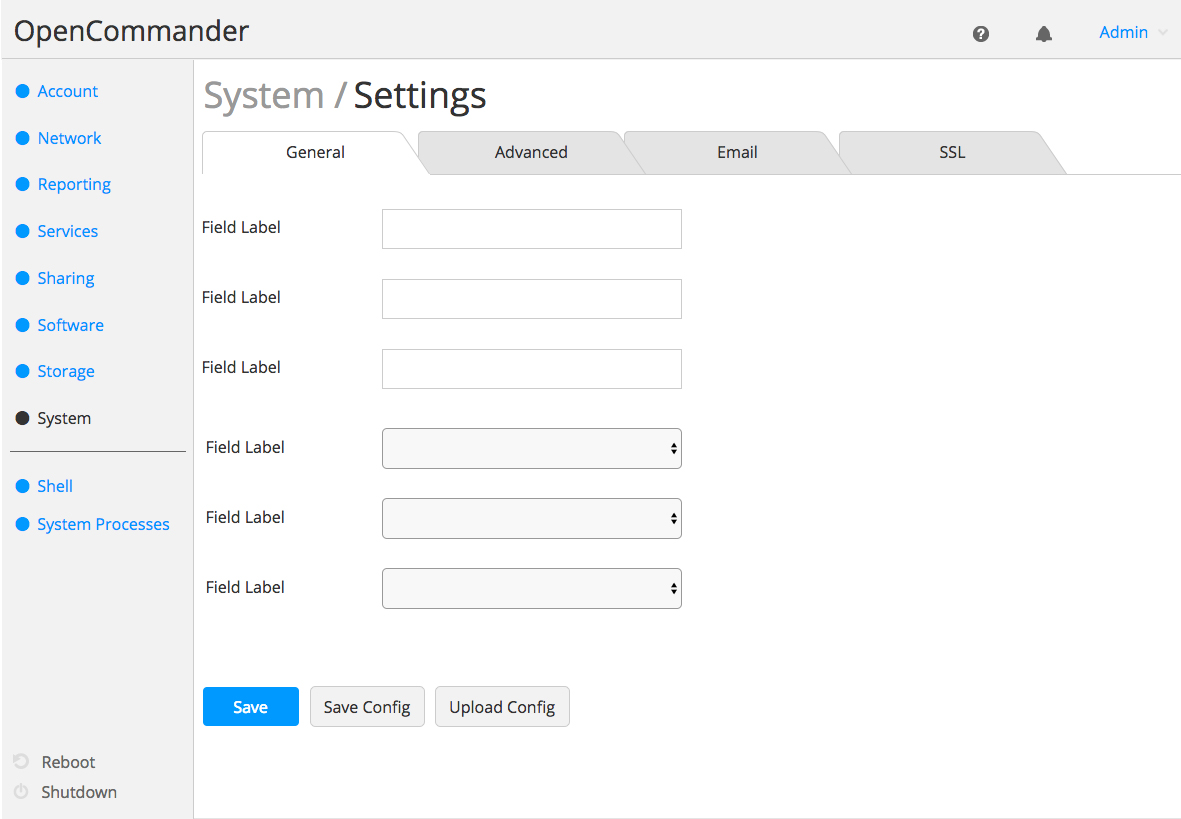 OpenCommander
Admin
Account
Network
Reporting
Services
Sharing
Software
Storage
System
Shell
System Processes
Reboot
Shutdown
System / Settings
General
Advanced
Email
SSL
Field Label
Field Label
Field Label
Field Label
Field Label
Field Label
Save
Save Config
Upload Config